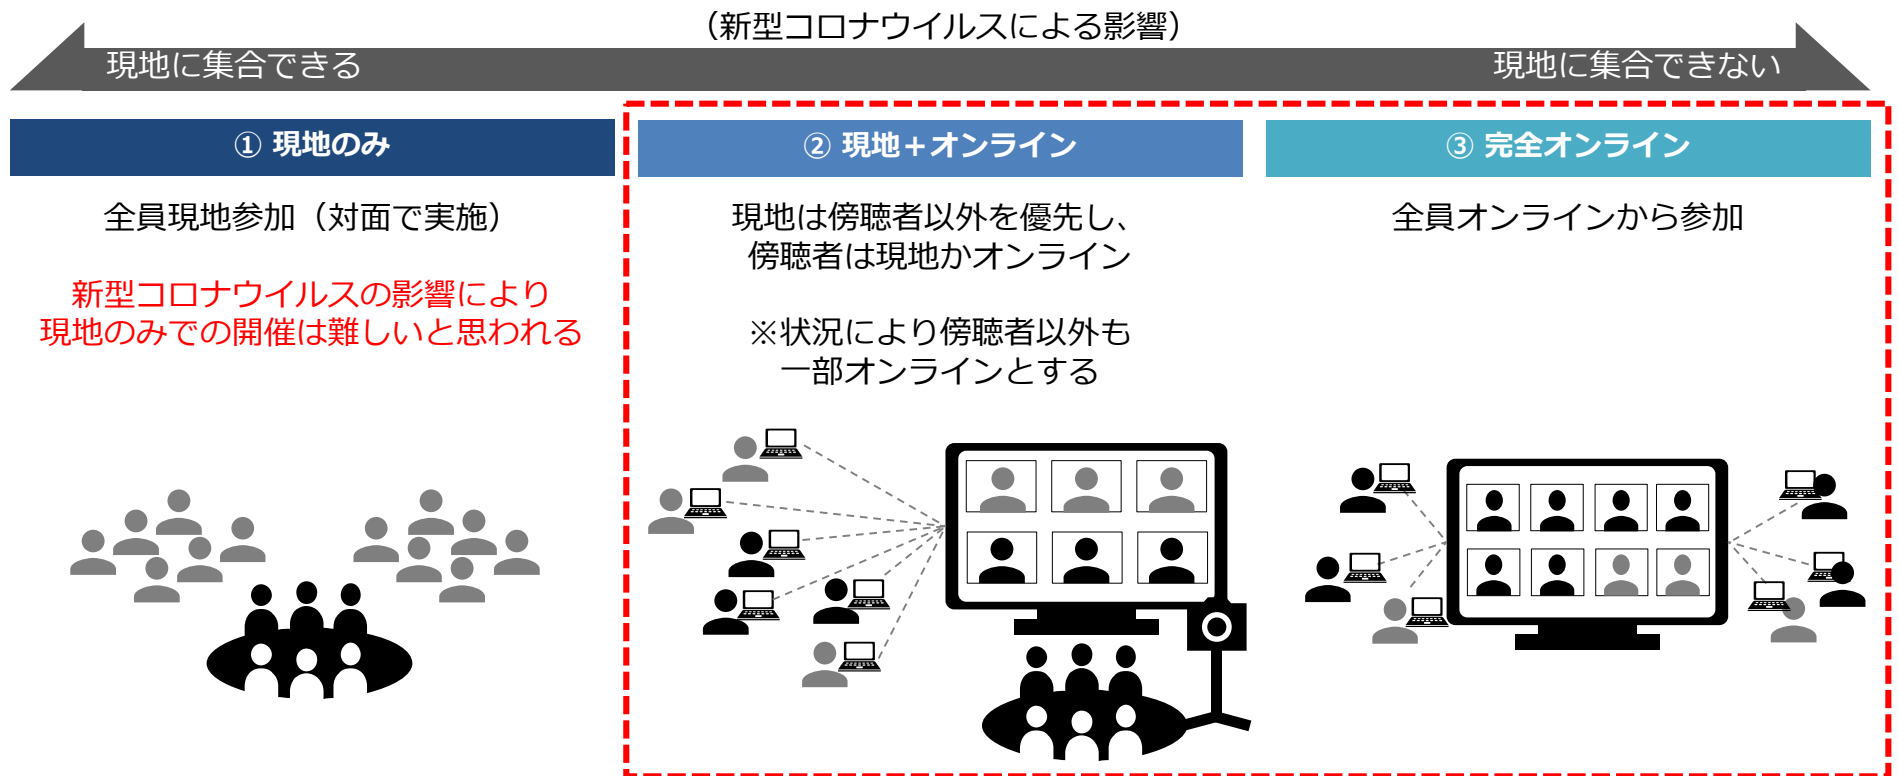 （新型コロナウイルスによる影響）
現地に集合できる
現地に集合できない
① 現地のみ
全員現地参加（対面で実施）
新型コロナウイルスの影響により
現地のみでの開催は難しいと思われる
② 現地＋オンライン
現地は傍聴者以外を優先し、
傍聴者は現地かオンライン
※状況により傍聴者以外も
一部オンラインとする
③ 完全オンライン
全員オンラインから参加